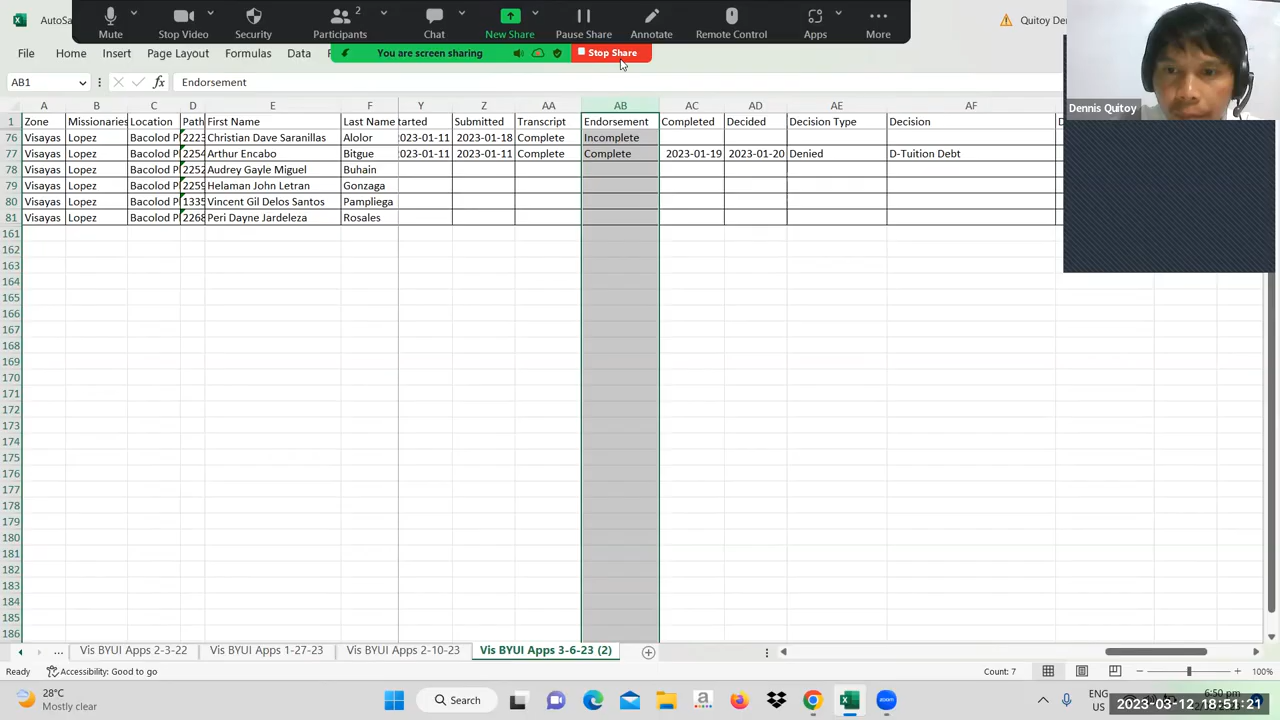 AutoSa
Mute
Stop Video
Security
2
Participants
Chat
New Share
Pause Share
Annotate
Remote Control
Apps
More
You are screen sharing
Stop Share
Quitoy Der
File Home Insert Page Layout Formulas Data
Dennis Quitoy
AB1 fx Endorsement
A B C D E F Y Z AA AB AC AD AE AF
1 Zone Missionaries Location Path First Name Last Name tarted Submitted Transcript Endorsement Completed Decided Decision Type Decision D
76 Visayas Lopez Bacolod P 2223 Christian Dave Saranillas Alolor 023-01-11 2023-01-18 Complete Incomplete
77 Visayas Lopez Bacolod P 2254 Arthur Encabo Bitgue 023-01-11 2023-01-11 Complete Complete 2023-01-19 2023-01-20 Denied D-Tuition Debt
78 Visayas Lopez Bacolod P 2252 Audrey Gayle Miguel Buhain
79 Visayas Lopez Bacolod P 2259 Helaman John Letran Gonzaga
80 Visayas Lopez Bacolod P 1335 Vincent Gil Delos Santos Pampliega
81 Visayas Lopez Bacolod P 2268 Peri Dayne Jardeleza Rosales
161
162
163
164
165
166
167
168
169
170
171
172
173
174
175
176
177
178
179
180
181
182
183
184
185
186
... Vis BYUI Apps 2-3-22 Vis BYUI Apps 1-27-23 Vis BYUI Apps 2-10-23 Vis BYUI Apps 3-6-23 (2)
Ready Accessibility: Good to go Count: 7 100%
28°C
Mostly clear
Search
ENG
US
6:50 pm
2023-03-12 18:51:21